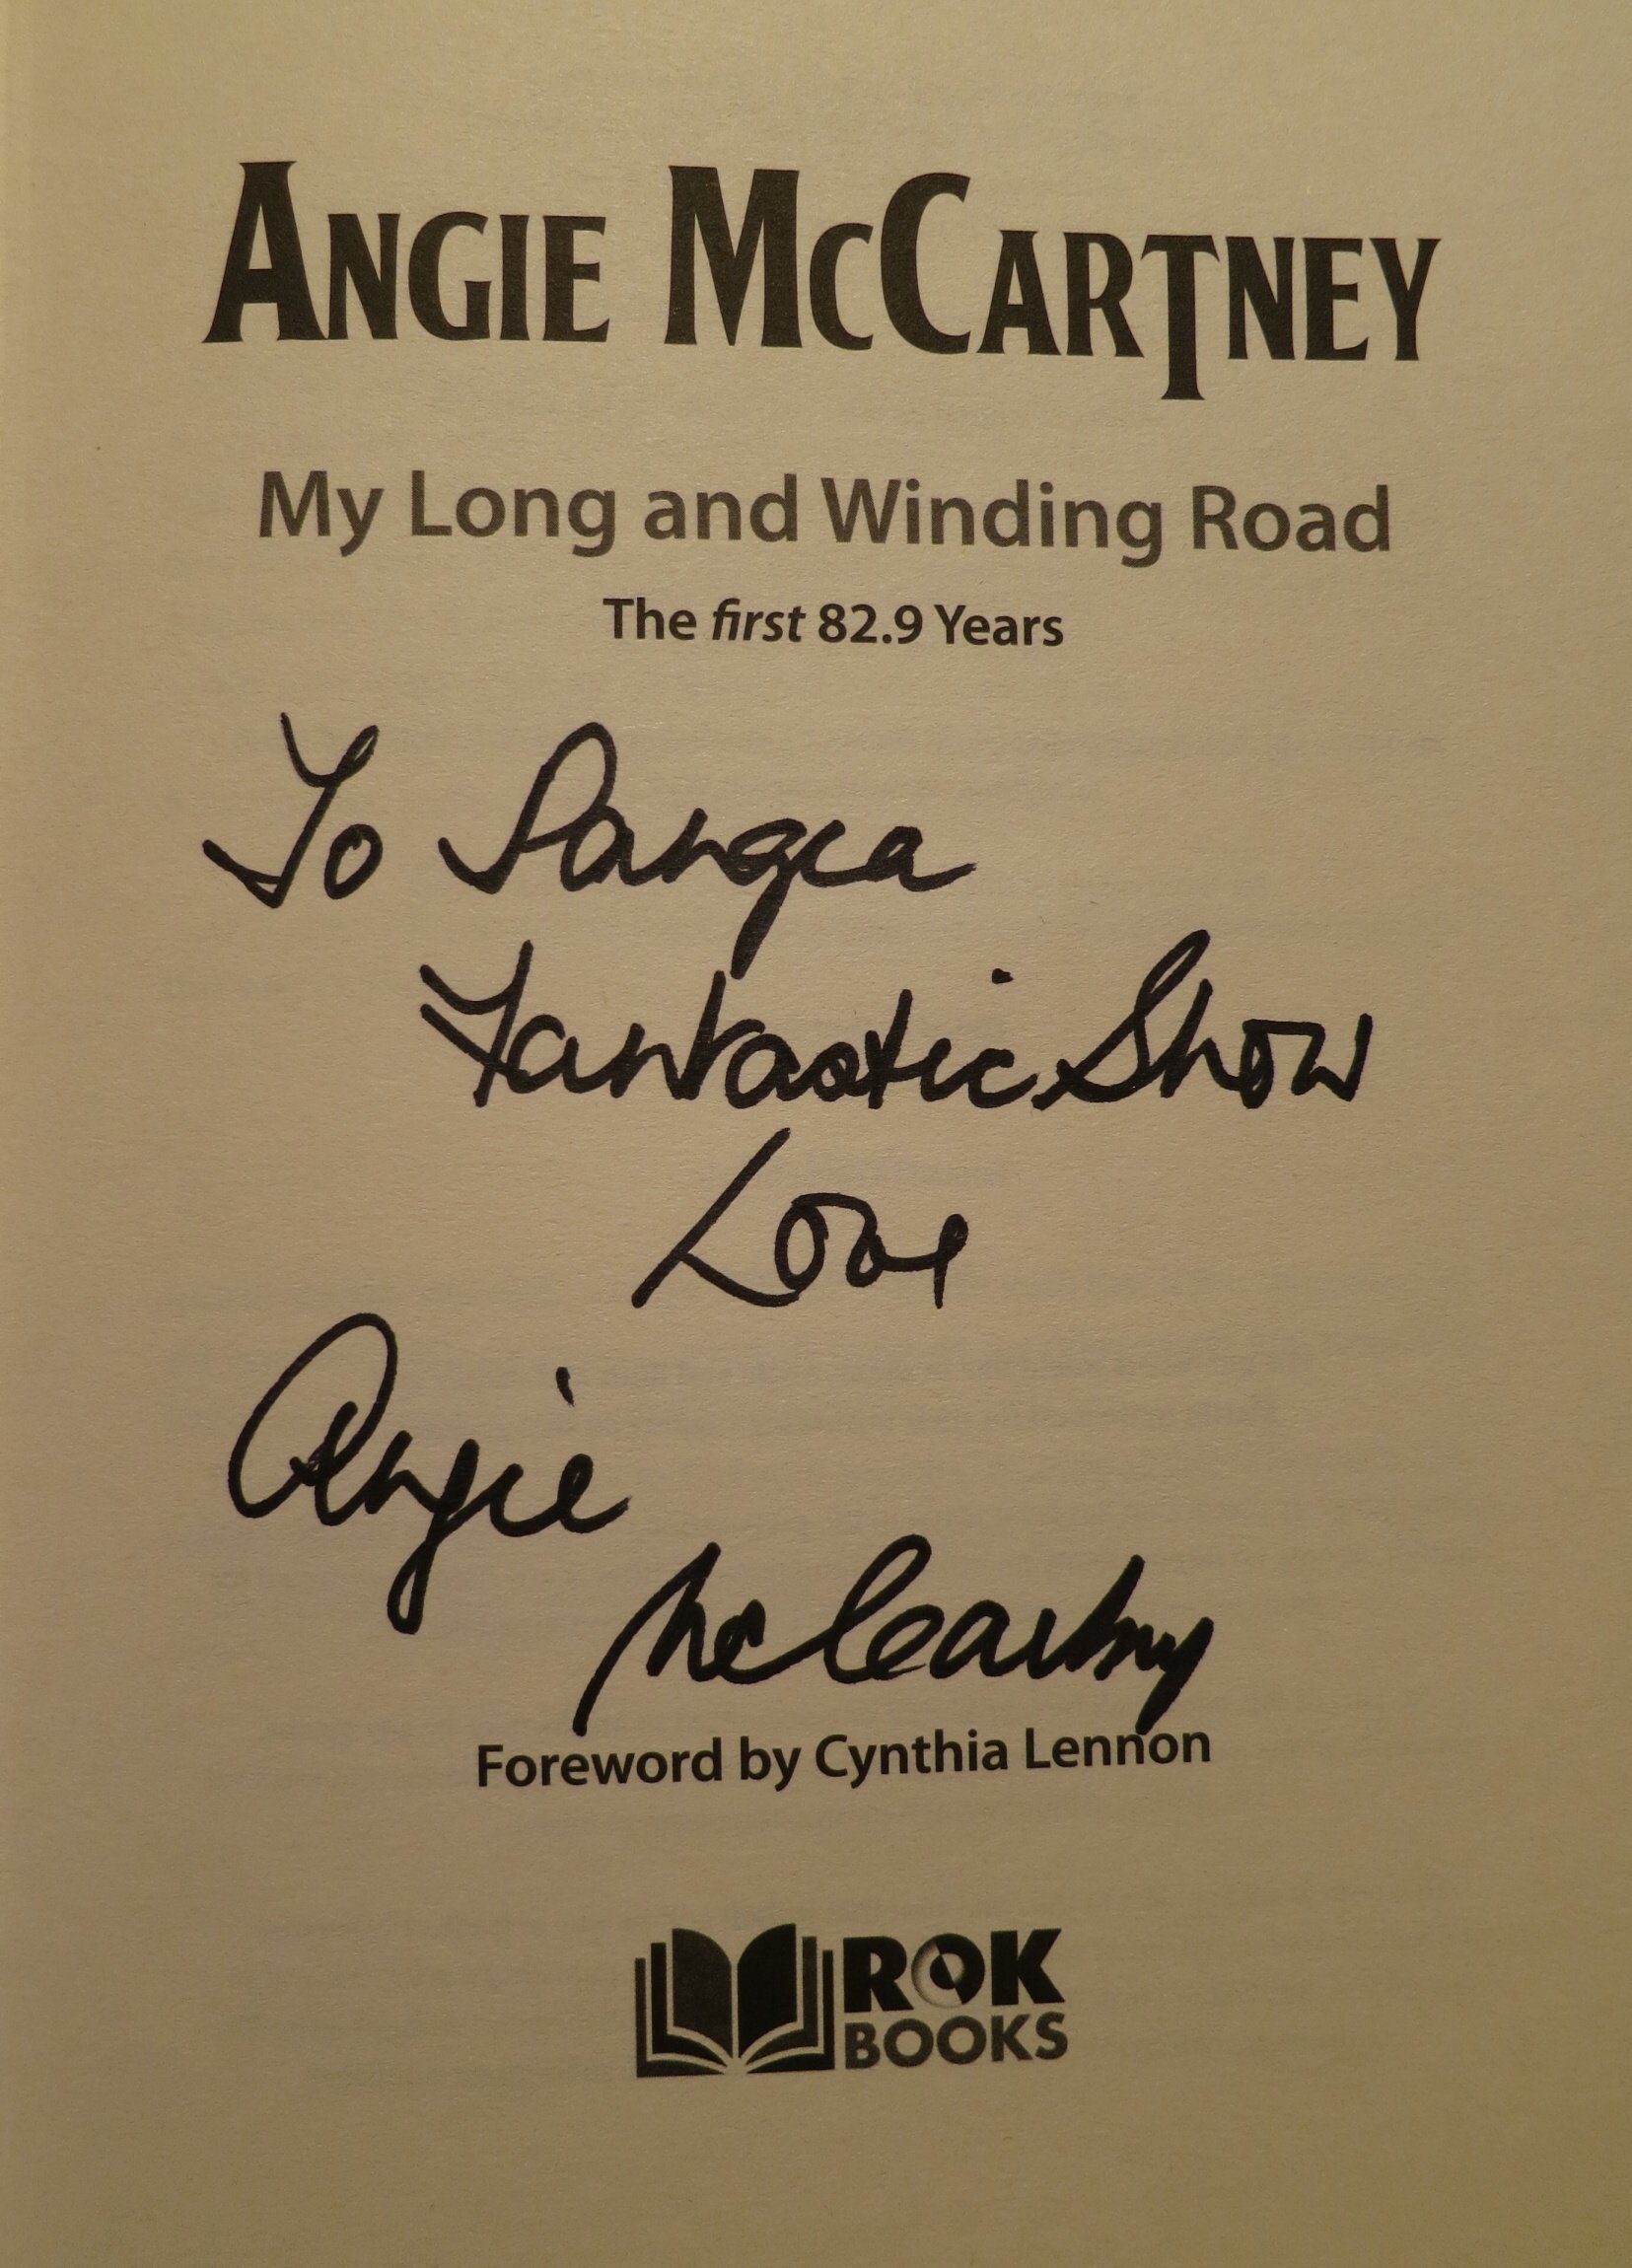 ANGIE MCCARTNEY
My Long and Winding Road
The first 82.9 Years
To Pangea
Fantastic Show
Love
Angie
McCartney
Foreword by Cynthia Lennon
ROK
BOOKS